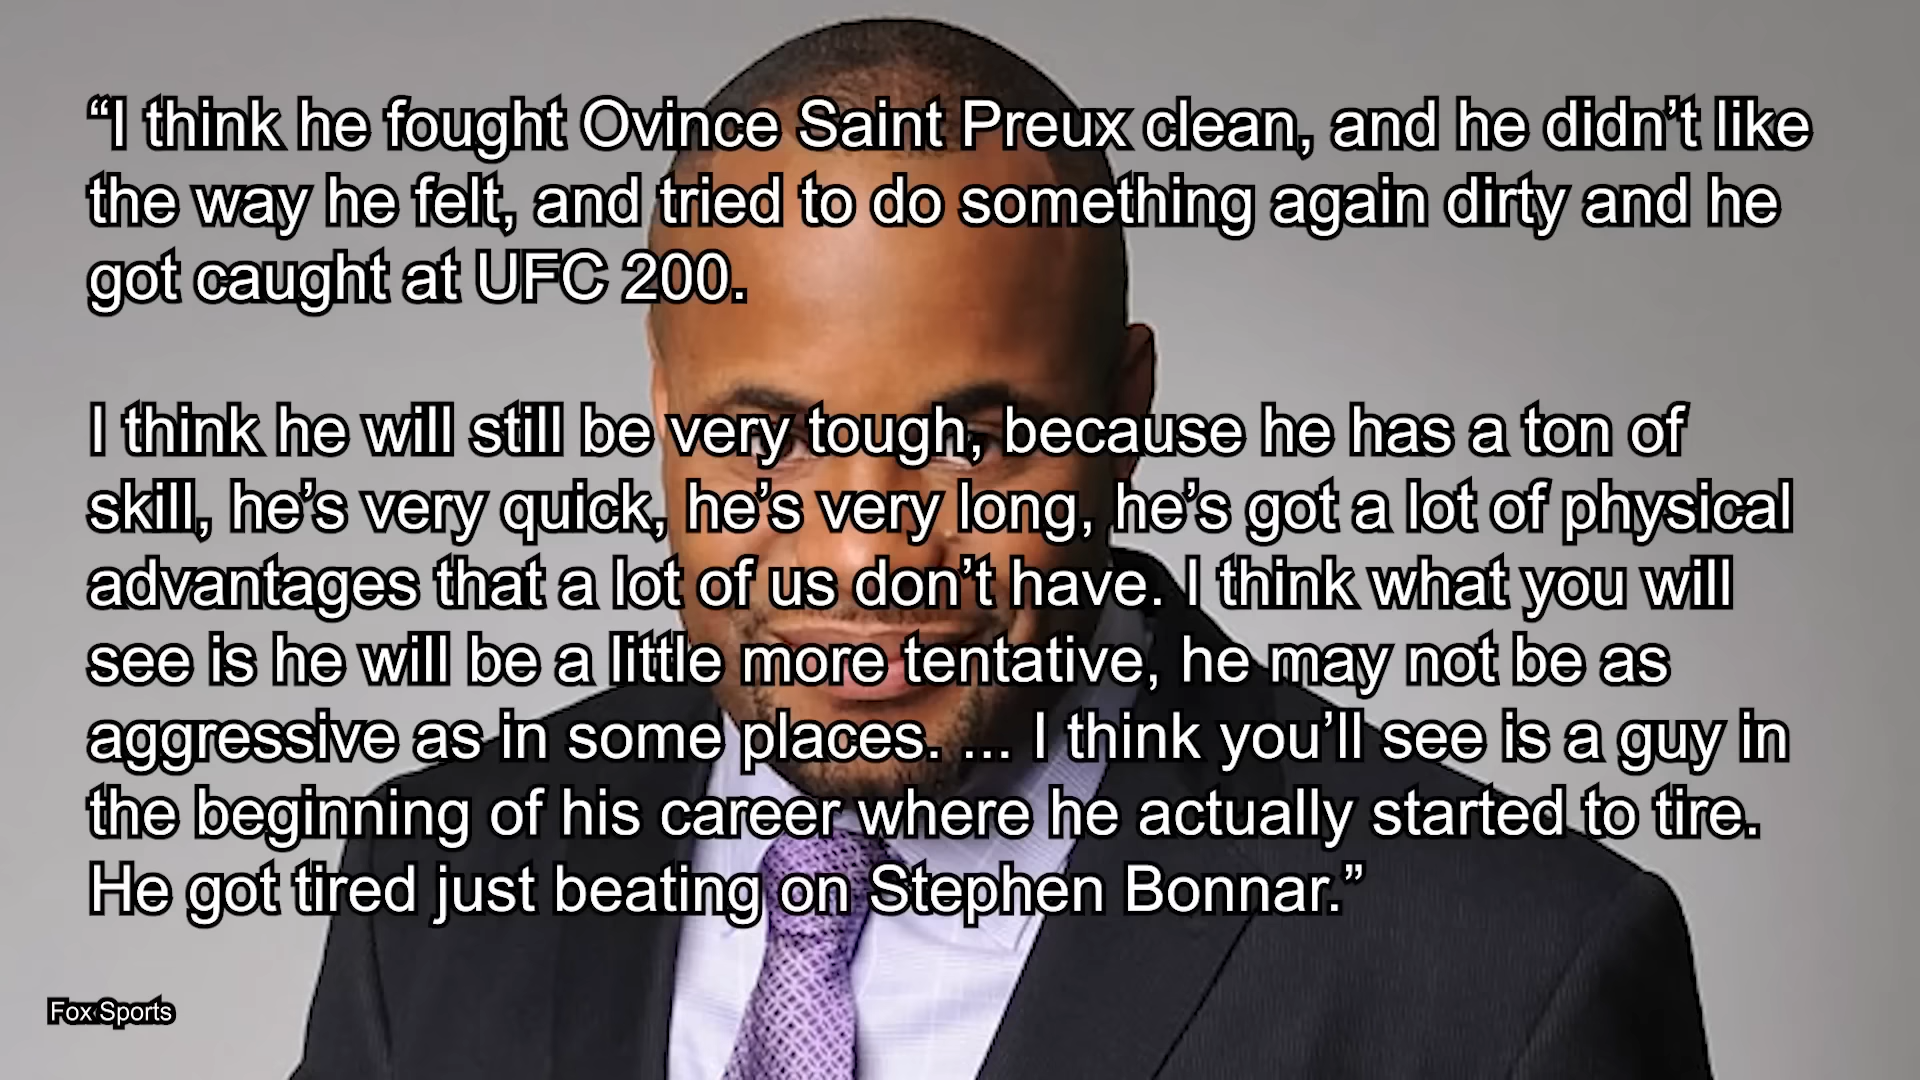 “I think he fought Ovince Saint Preux clean, and he didn’t like
the way he felt, and tried to do something again dirty and he
got caught at UFC 200.
I think he will still be very tough, because he has a ton of
skill, he’s very quick, he’s very long, he’s got a lot of physical
advantages that a lot of us don’t have. I think what you will
see is he will be a little more tentative, he may not be as
aggressive as in some places. ... I think you’ll see is a guy in
the beginning of his career where he actually started to tire.
He got tired just beating on Stephen Bonnar.”
Fox Sports